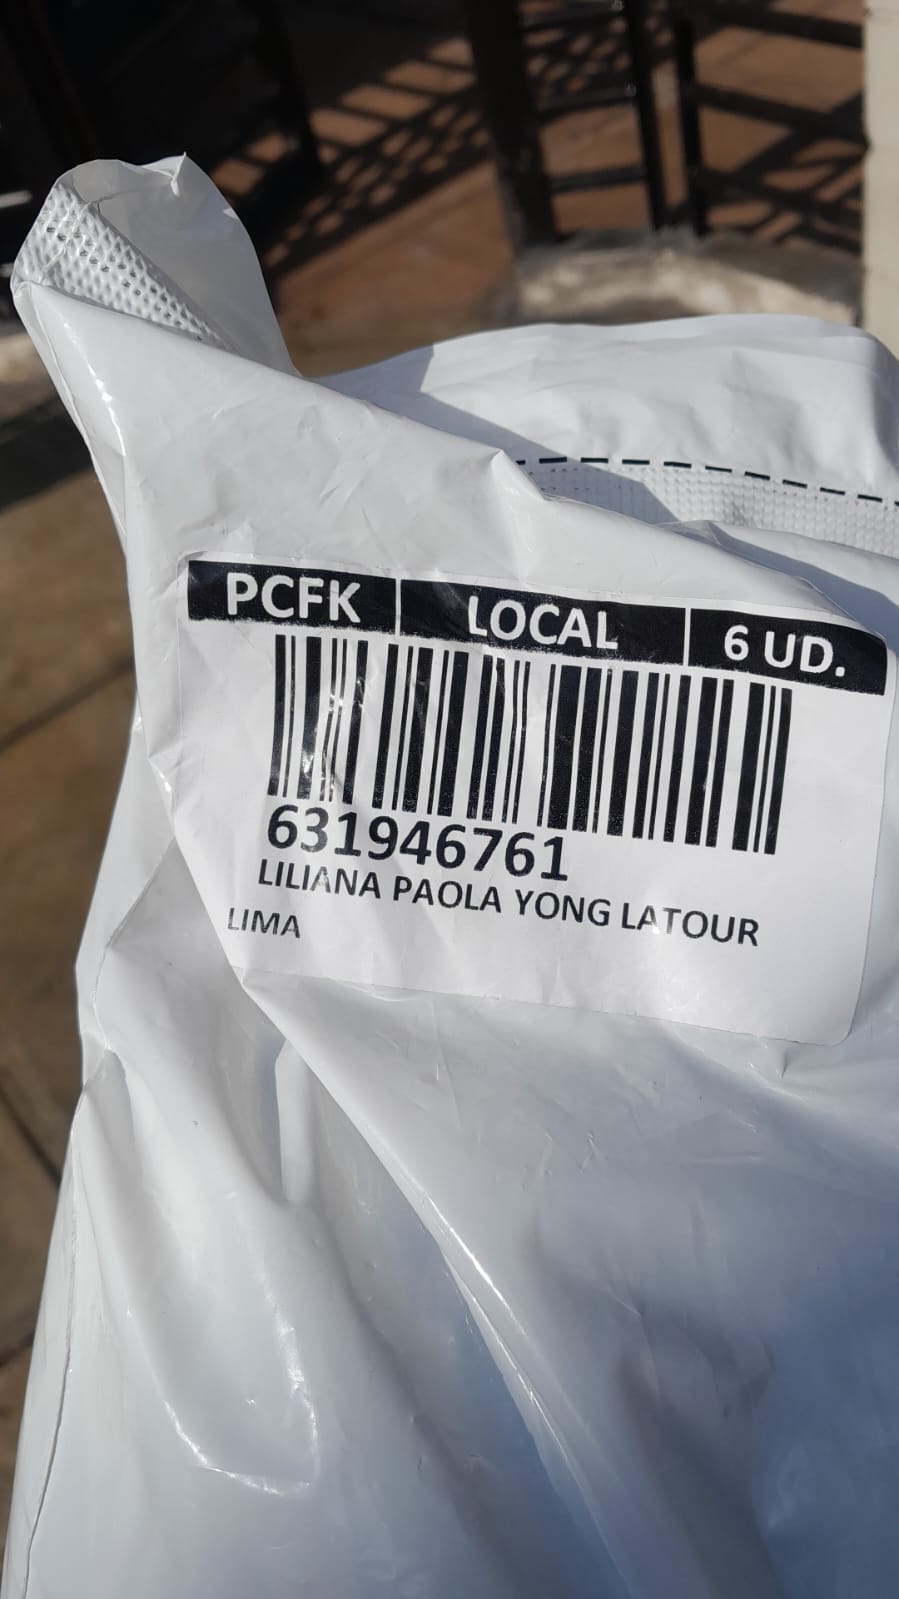 PCFK LOCAL 6 UD.
631946761
LILIANA PAOLA YONG LATOUR
LIMA